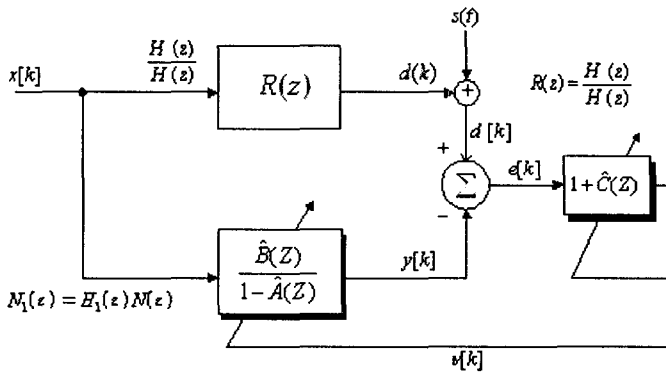 s(t)
x[k]
H (z)
H (z)
R(z)
d(k)
+
R(z) = H (z)
H (z)
+
d [k]
Σ
e[k]
1 + Ĉ(Z)
−
B̂(Z)
1 − Â(Z)
y[k]
N₁(z) = H₁(z) N(z)
v[k]